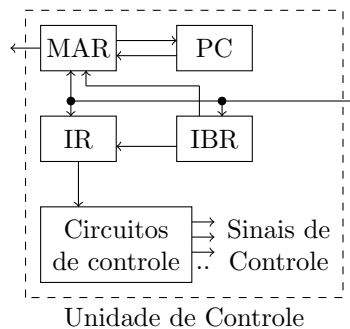 MAR
PC
IR
IBR
Circuitos
de controle
..
Sinais de
Controle
Unidade de Controle